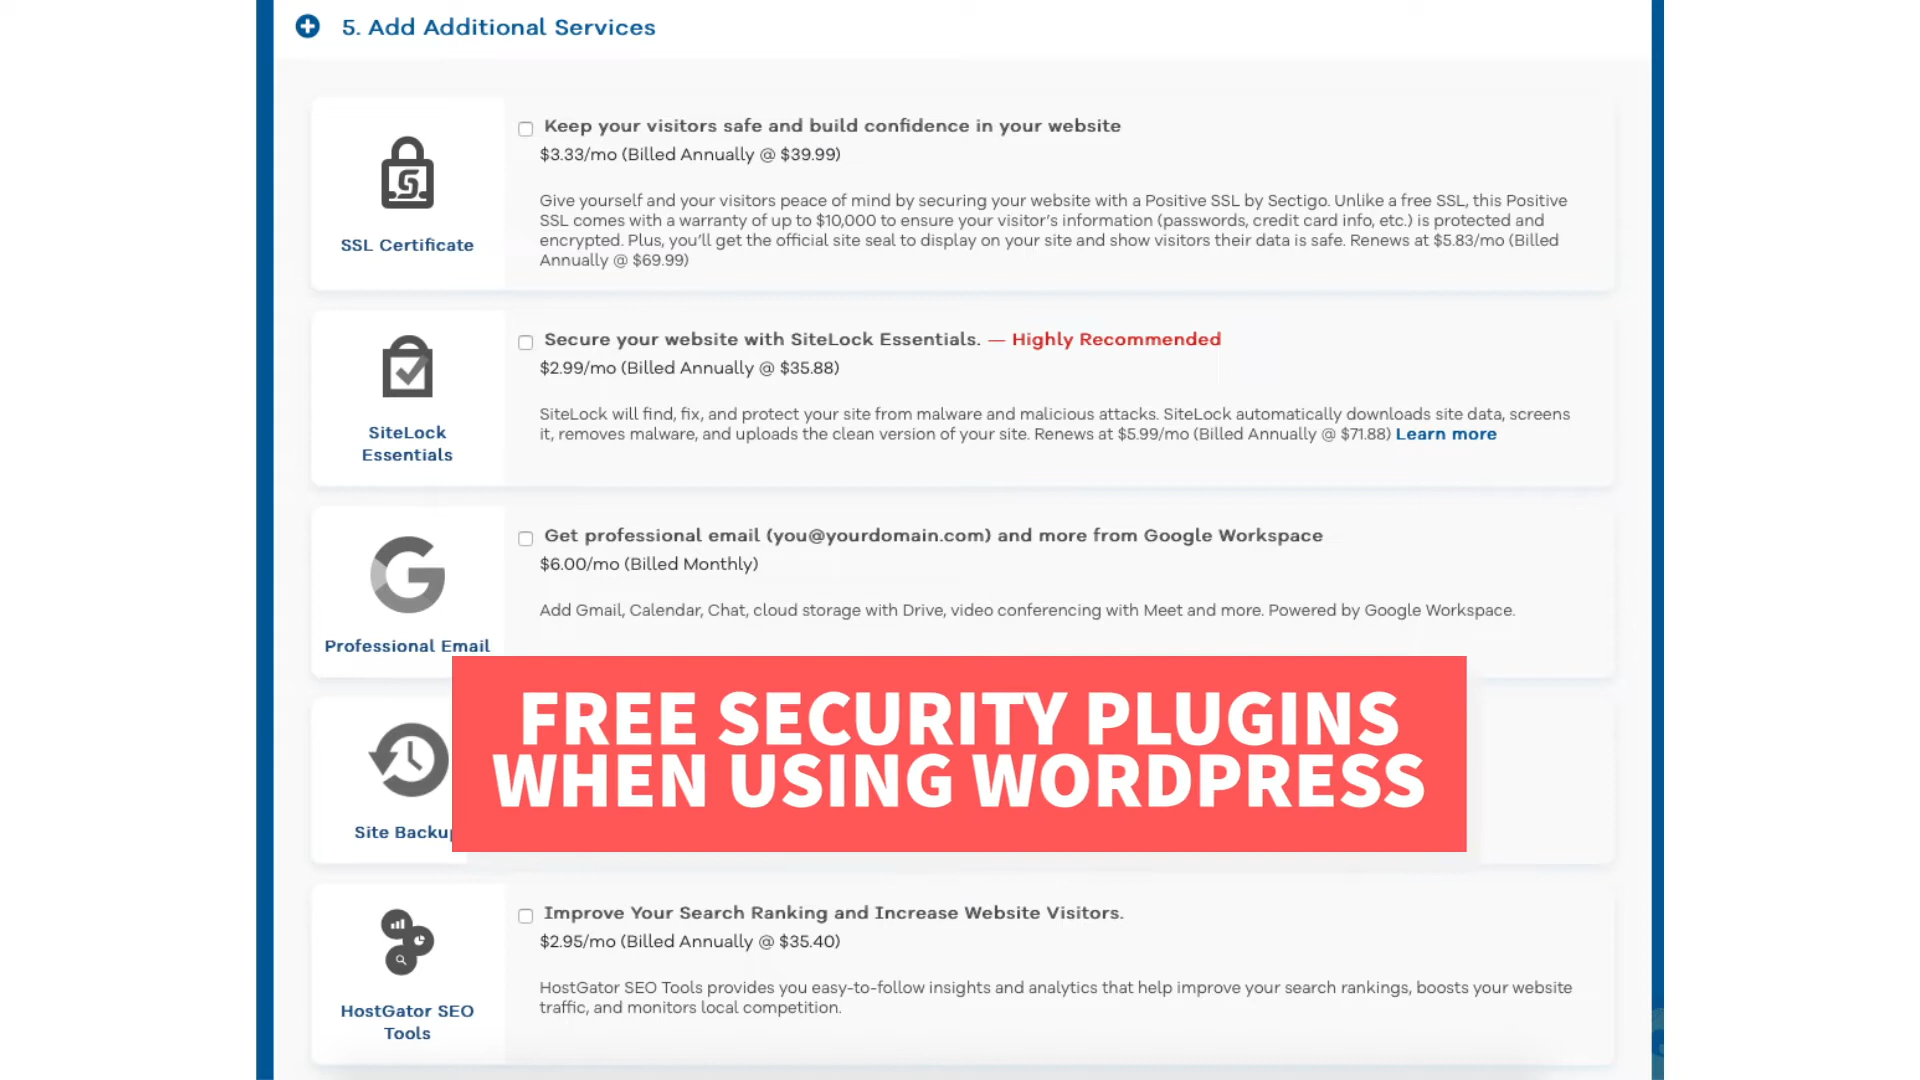 5. Add Additional Services
Keep your visitors safe and build confidence in your website
$3.33/mo (Billed Annually @ $39.99)
Give yourself and your visitors peace of mind by securing your website with a Positive SSL by Sectigo. Unlike a free SSL, this Positive
SSL comes with a warranty of up to $10,000 to ensure your visitor's information (passwords, credit card info, etc.) is protected and
encrypted. Plus, you'll get the official site seal to display on your site and show visitors their data is safe. Renews at $5.83/mo (Billed
Annually @ $69.99)
SSL Certificate
Secure your website with SiteLock Essentials. — Highly Recommended
$2.99/mo (Billed Annually @ $35.88)
SiteLock will find, fix, and protect your site from malware and malicious attacks. SiteLock automatically downloads site data, screens
it, removes malware, and uploads the clean version of your site. Renews at $5.99/mo (Billed Annually @ $71.88) Learn more
SiteLock
Essentials
Get professional email (you@yourdomain.com) and more from Google Workspace
$6.00/mo (Billed Monthly)
Add Gmail, Calendar, Chat, cloud storage with Drive, video conferencing with Meet and more. Powered by Google Workspace.
Professional Email
FREE SECURITY PLUGINS
WHEN USING WORDPRESS
Site Backup
Improve Your Search Ranking and Increase Website Visitors.
$2.95/mo (Billed Annually @ $35.40)
HostGator SEO Tools provides you easy-to-follow insights and analytics that help improve your search rankings, boosts your website
traffic, and monitors local competition.
HostGator SEO
Tools